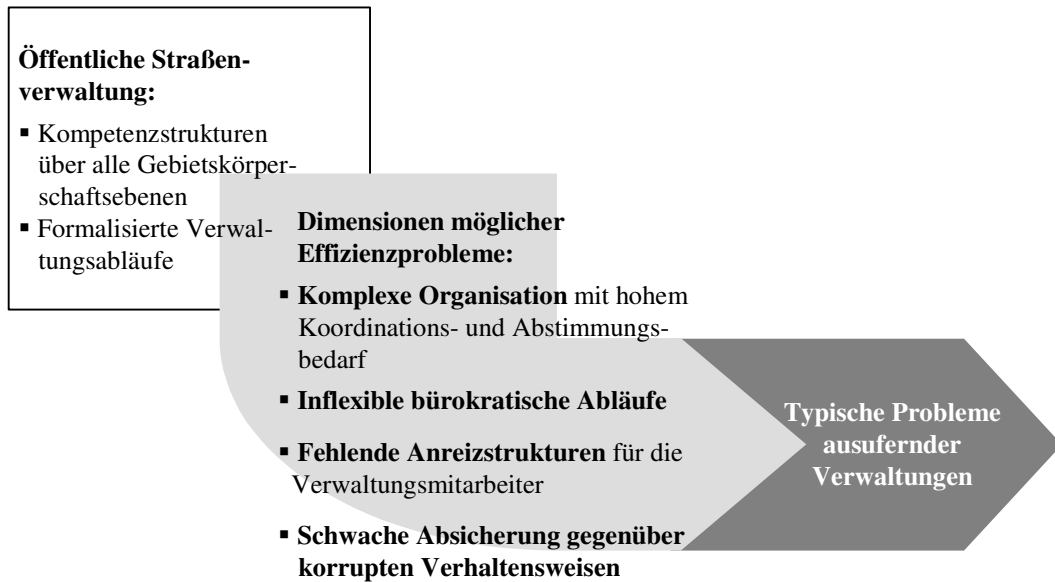 Öffentliche Straßen-
verwaltung:
▪ Kompetenzstrukturen
über alle Gebietskörper-
schaftsebenen
▪ Formalisierte Verwal-
tungsabläufe
Dimensionen möglicher
Effizienzprobleme:
▪ Komplexe Organisation mit hohem
Koordinations- und Abstimmungs-
bedarf
▪ Inflexible bürokratische Abläufe
▪ Fehlende Anreizstrukturen für die
Verwaltungsmitarbeiter
▪ Schwache Absicherung gegenüber
korrupten Verhaltensweisen
Typische Probleme
ausufernder
Verwaltungen